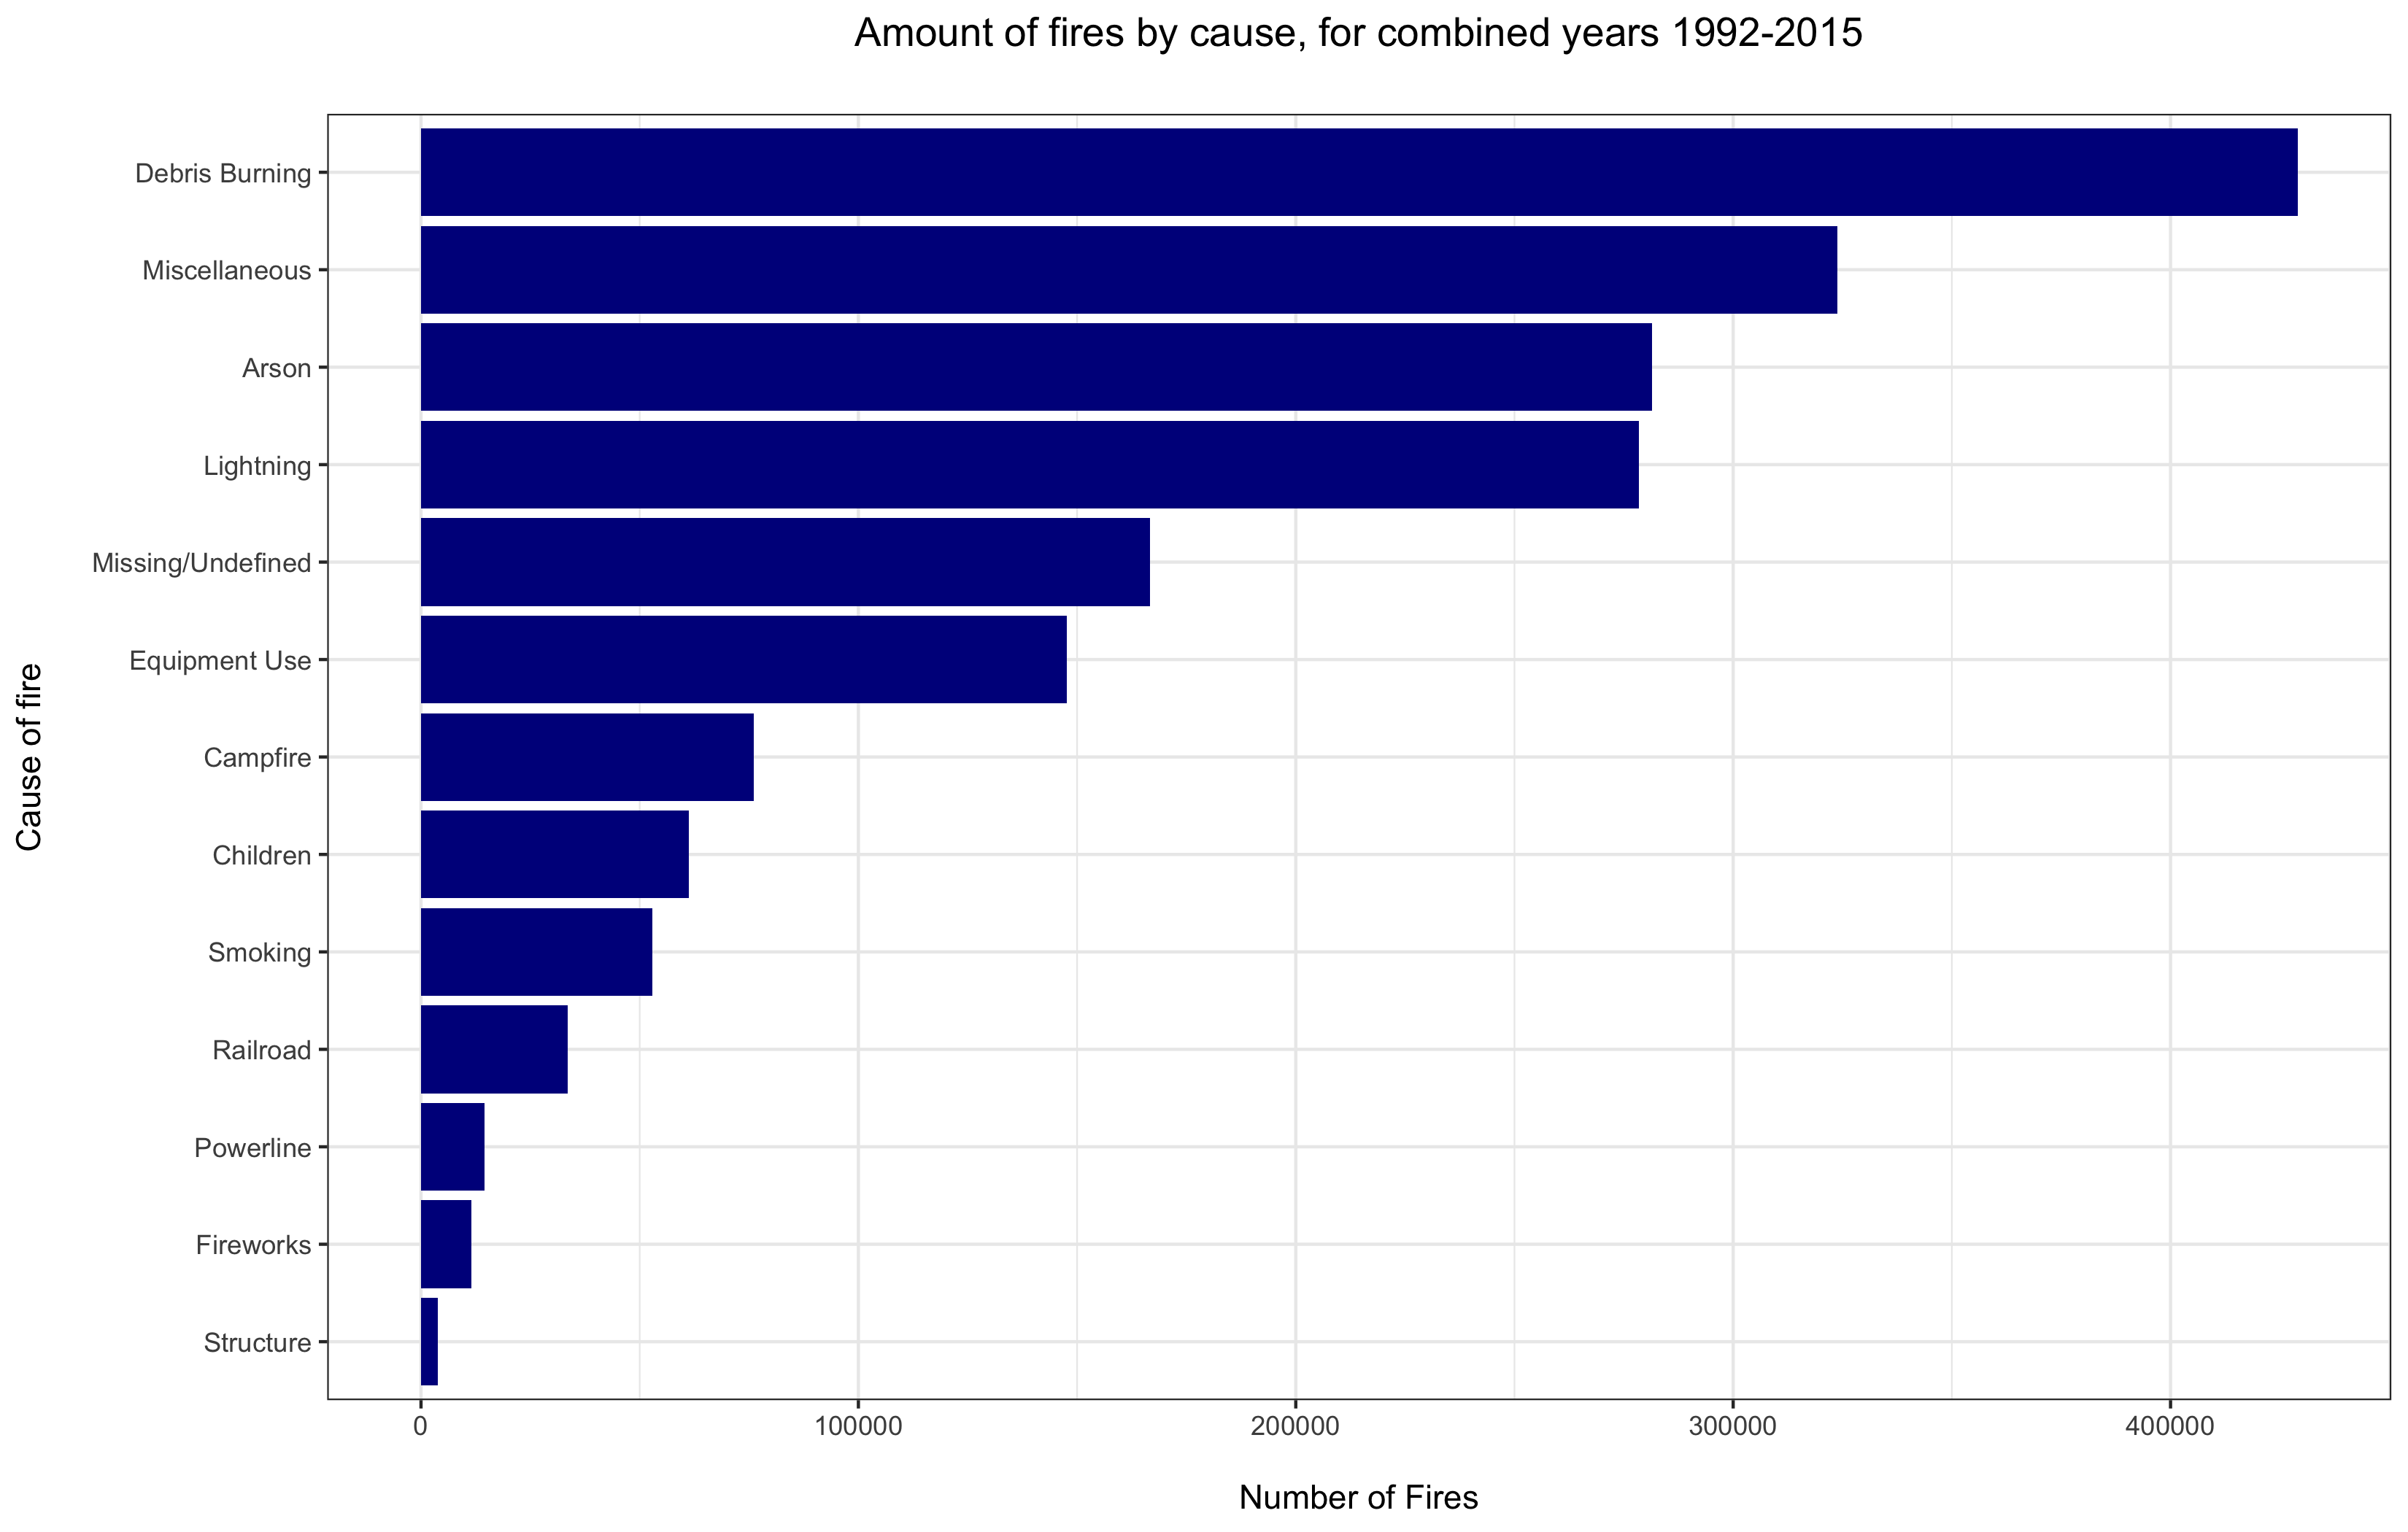 Amount of fires by cause, for combined years 1992-2015
Cause of fire
Debris Burning
Miscellaneous
Arson
Lightning
Missing/Undefined
Equipment Use
Campfire
Children
Smoking
Railroad
Powerline
Fireworks
Structure
0 100000 200000 300000 400000
Number of Fires